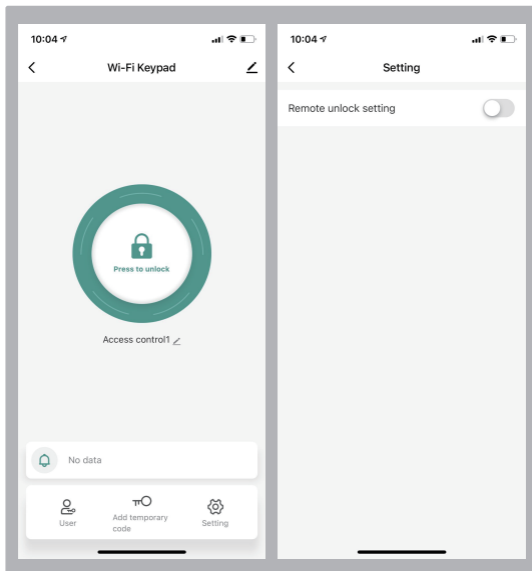 10:04
Wi-Fi Keypad
Press to unlock
Access control1
No data
User
Add temporary
code
Setting
10:04
Setting
Remote unlock setting